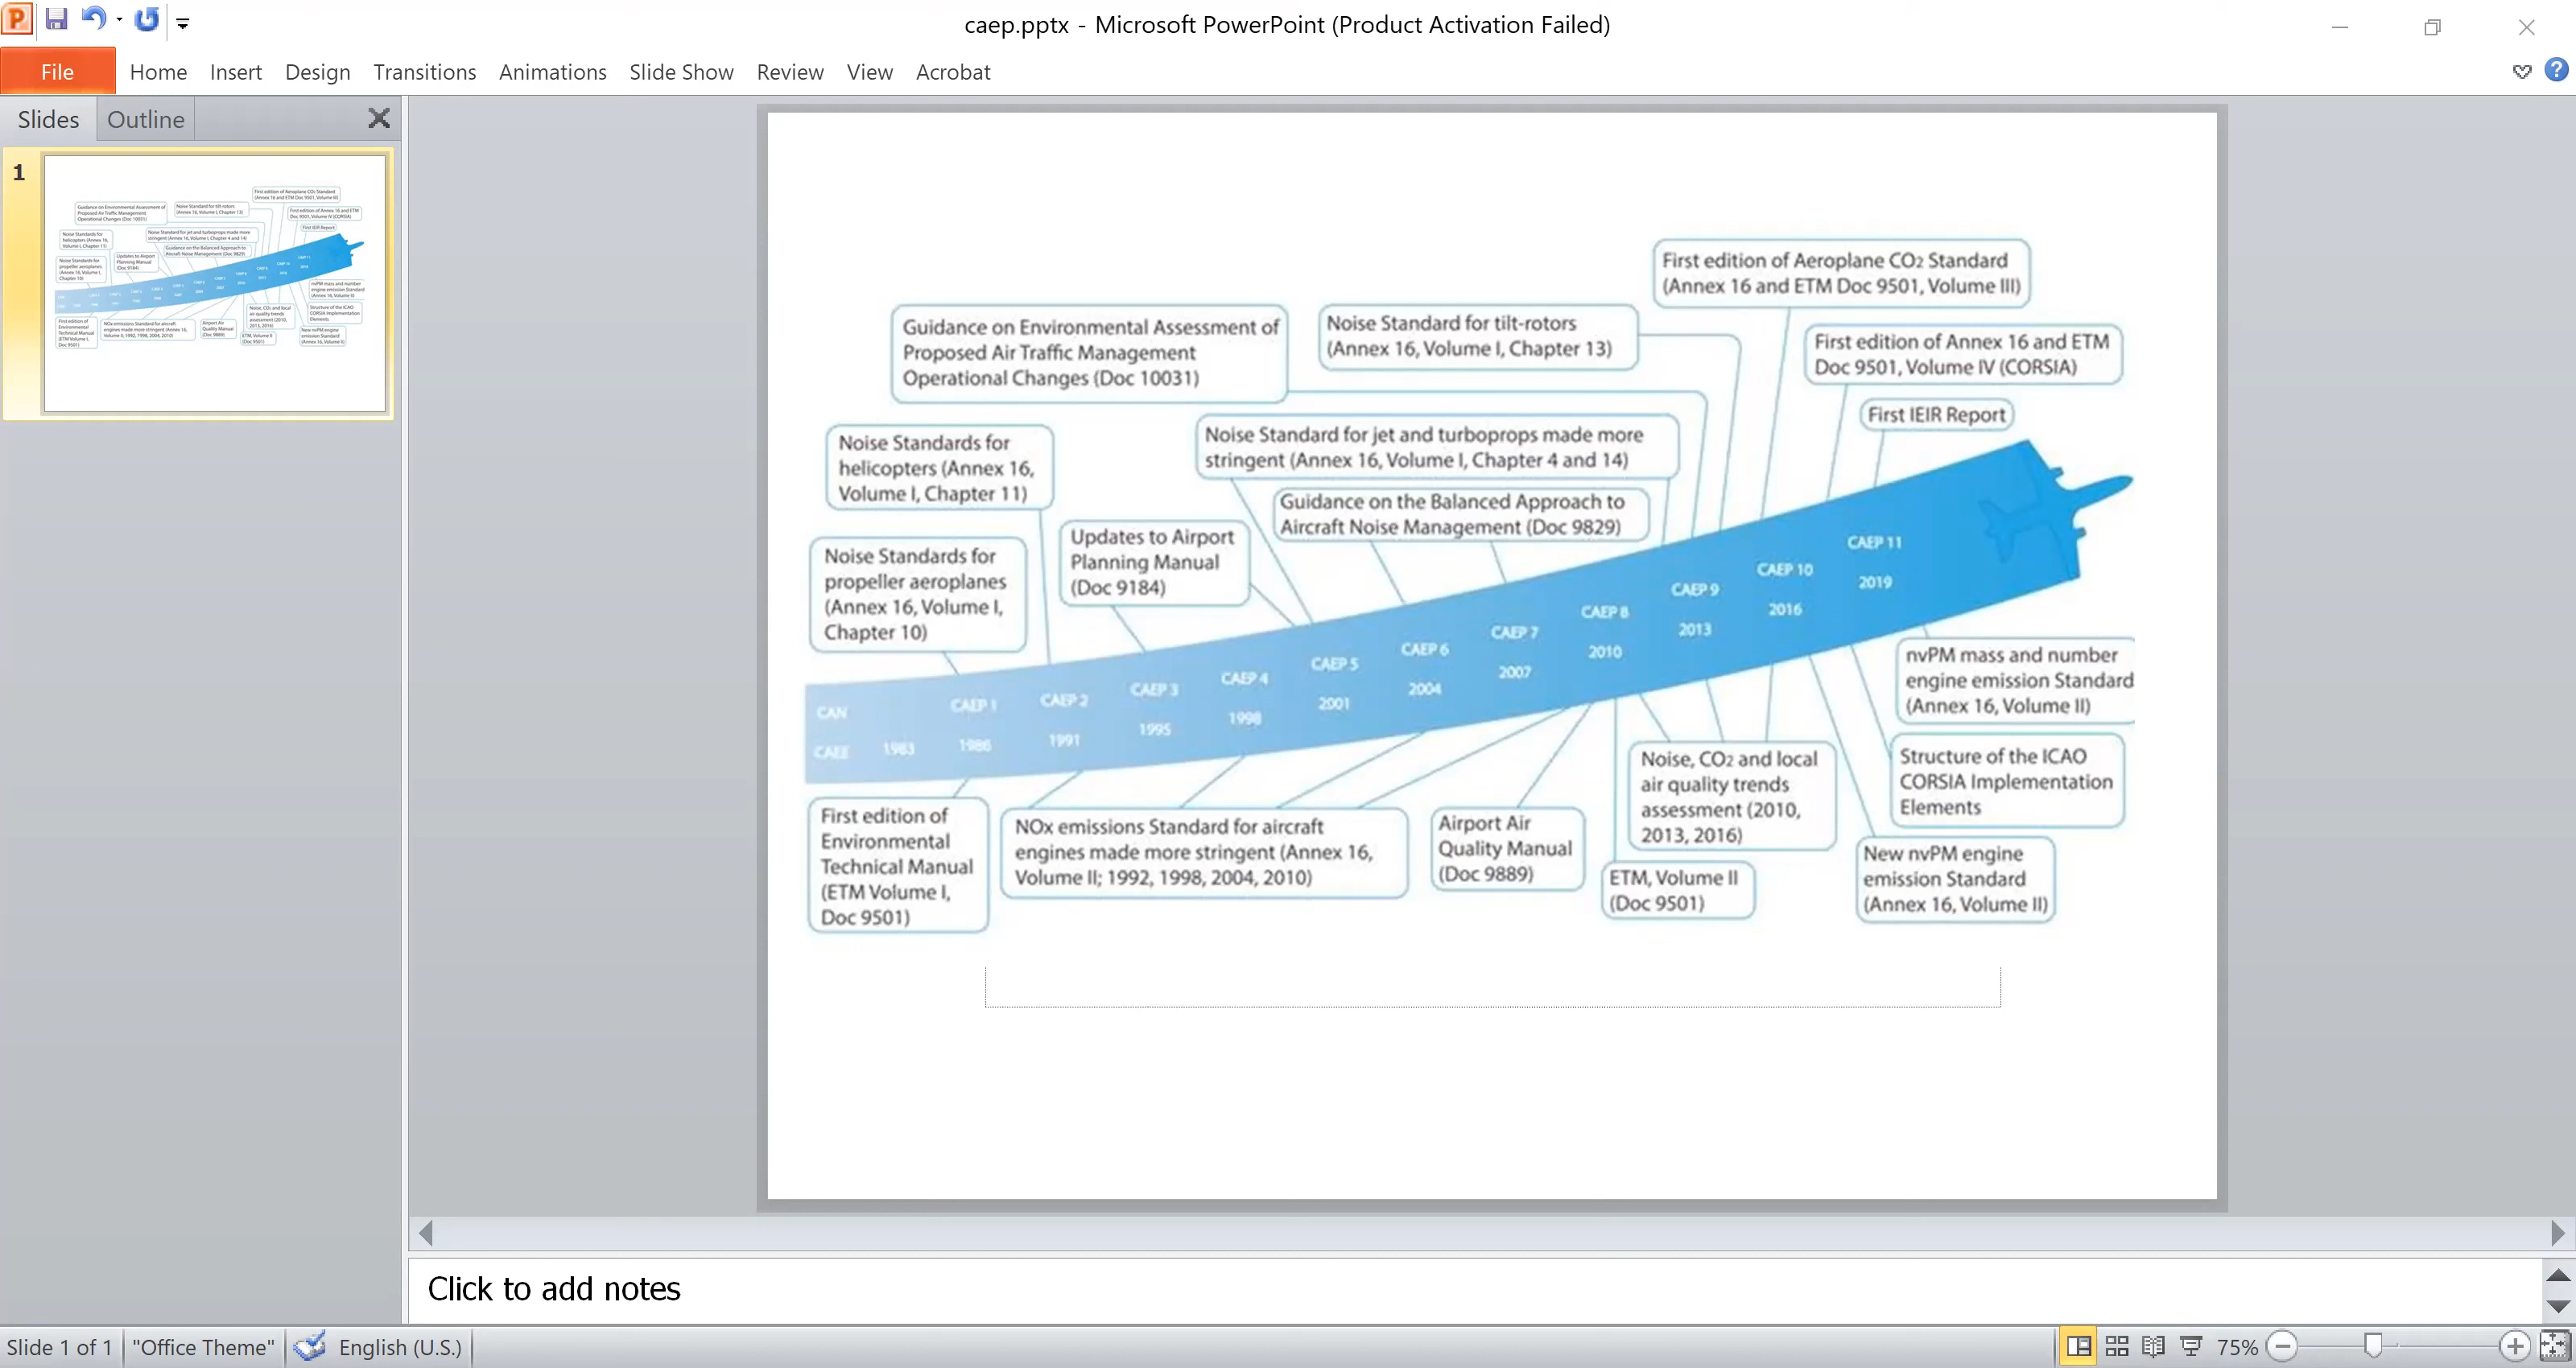 caep.pptx - Microsoft PowerPoint (Product Activation Failed)
File
Home
Insert
Design
Transitions
Animations
Slide Show
Review
View
Acrobat
Slides
Outline
1
First edition of Aeroplane CO2 Standard
(Annex 16 and ETM Doc 9501, Volume III)
Guidance on Environmental Assessment of
Proposed Air Traffic Management
Operational Changes (Doc 10031)
Noise Standard for tilt-rotors
(Annex 16, Volume I, Chapter 13)
First edition of Annex 16 and ETM
Doc 9501, Volume IV (CORSIA)
First IEIR Report
Noise Standards for
helicopters (Annex 16,
Volume I, Chapter 11)
Noise Standard for jet and turboprops made more
stringent (Annex 16, Volume I, Chapter 4 and 14)
Guidance on the Balanced Approach to
Aircraft Noise Management (Doc 9829)
Updates to Airport
Planning Manual
(Doc 9184)
Noise Standards for
propeller aeroplanes
(Annex 16, Volume I,
Chapter 10)
CAN
CAEE
1983
CAEP 1
1986
CAEP 2
1991
CAEP 3
1995
CAEP 4
1998
CAEP 5
2001
CAEP 6
2004
CAEP 7
2007
CAEP 8
2010
CAEP 9
2013
CAEP 10
2016
CAEP 11
2019
First edition of
Environmental
Technical Manual
(ETM Volume I,
Doc 9501)
NOx emissions Standard for aircraft
engines made more stringent (Annex 16,
Volume II; 1992, 1998, 2004, 2010)
Airport Air
Quality Manual
(Doc 9889)
ETM, Volume II
(Doc 9501)
Noise, CO2 and local
air quality trends
assessment (2010,
2013, 2016)
nvPM mass and number
engine emission Standard
(Annex 16, Volume II)
Structure of the ICAO
CORSIA Implementation
Elements
New nvPM engine
emission Standard
(Annex 16, Volume II)
Click to add notes
Slide 1 of 1
"Office Theme"
English (U.S.)
75%